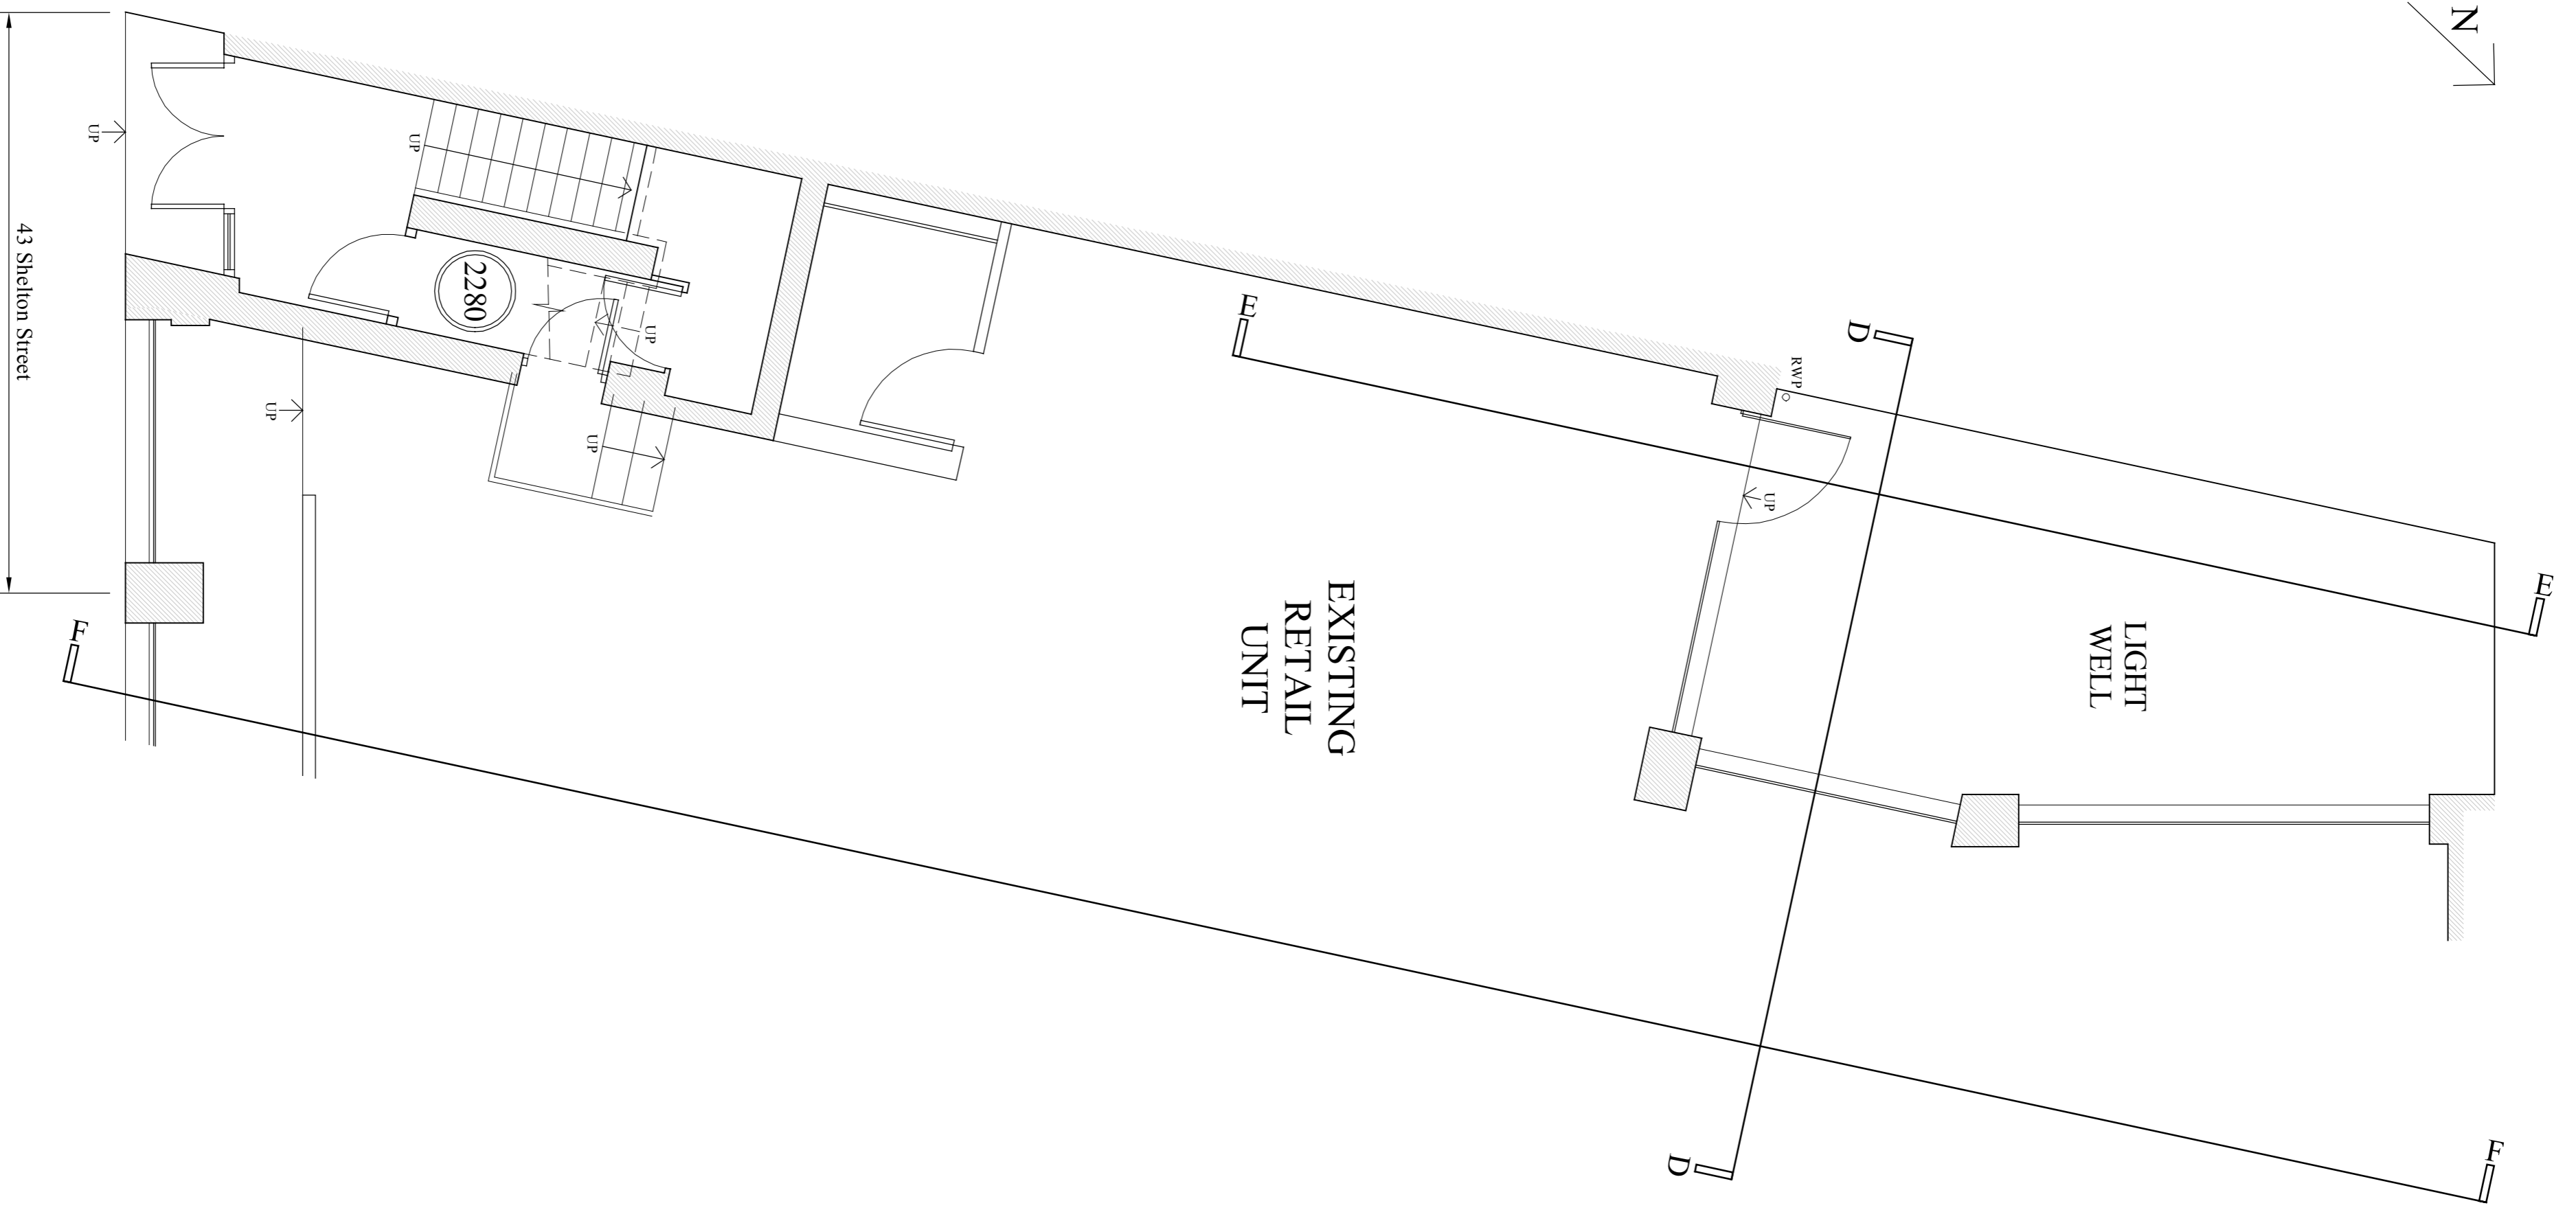 N
43 Shelton Street
UP
UP
2280
UP
UP
UP
E
D
RWP
UP
E
EXISTING
RETAIL
UNIT
LIGHT
WELL
F
D
F